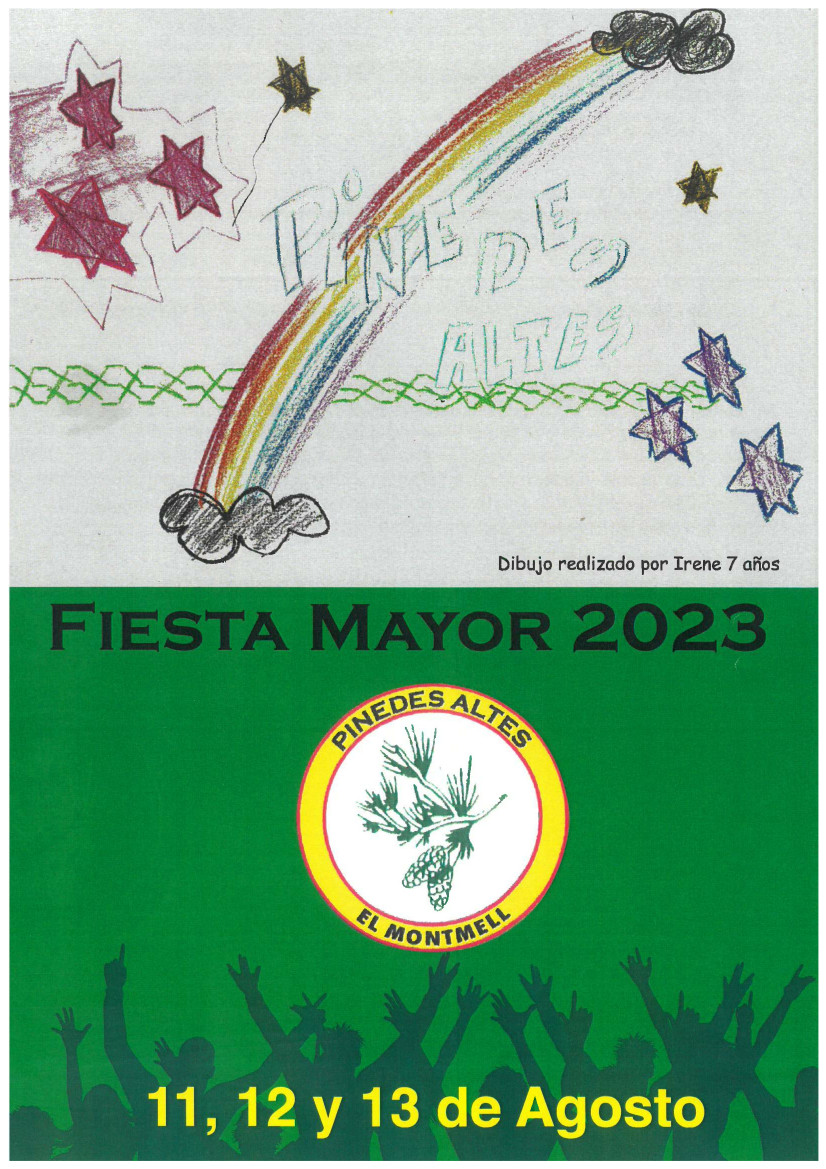 PINEDES
ALTES
Dibujo realizado por Irene 7 años
FIESTA MAYOR 2023
PINEDES ALTES
EL MONTMELL
11, 12 y 13 de Agosto